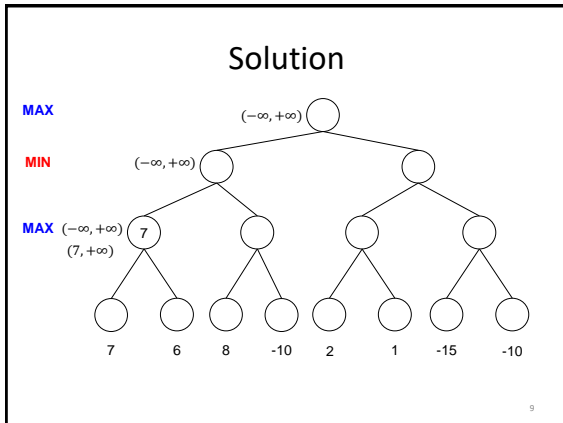 Solution
MAX
(−∞, +∞)
MIN
(−∞, +∞)
MAX
(−∞, +∞)
7
(7, +∞)
7 6 8 -10 2 1 -15 -10
9